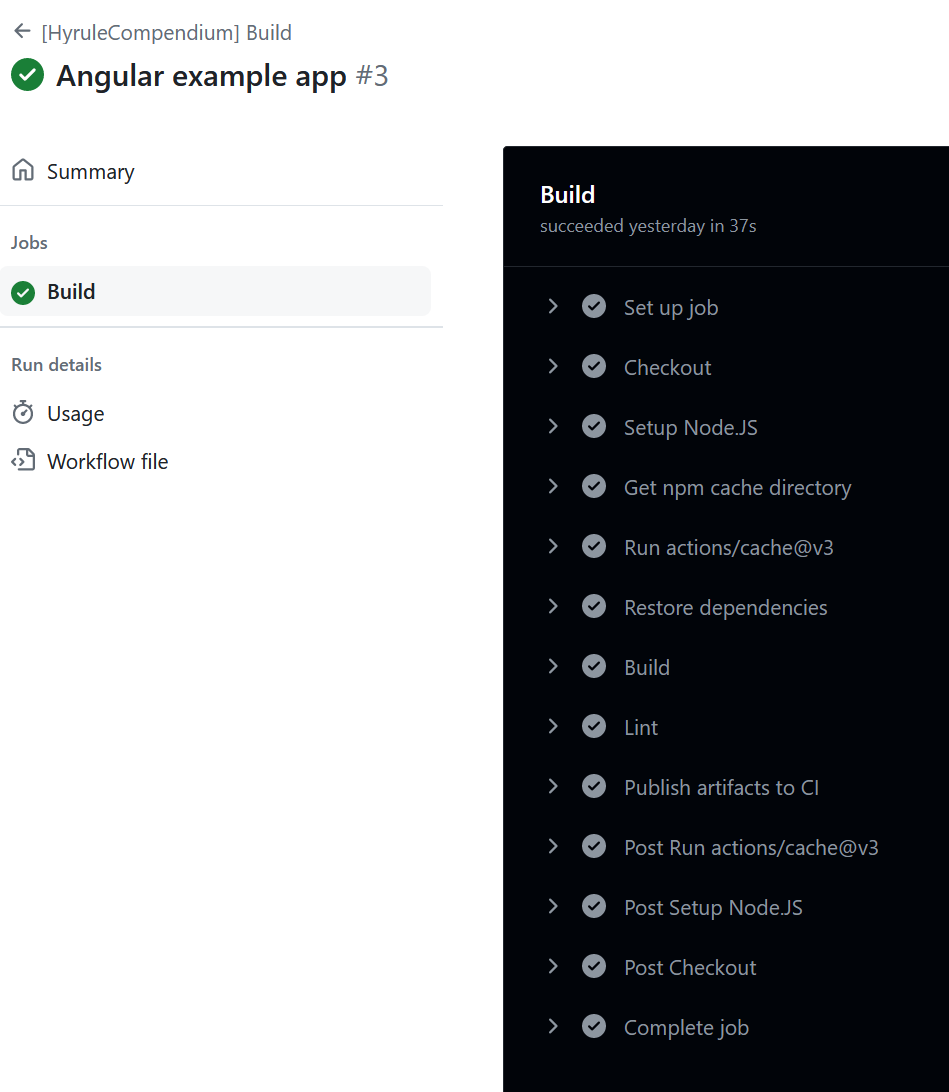 [HyruleCompendium] Build
Angular example app #3
Summary
Jobs
Build
Run details
Usage
Workflow file
Build
succeeded yesterday in 37s
Set up job
Checkout
Setup Node.JS
Get npm cache directory
Run actions/cache@v3
Restore dependencies
Build
Lint
Publish artifacts to CI
Post Run actions/cache@v3
Post Setup Node.JS
Post Checkout
Complete job